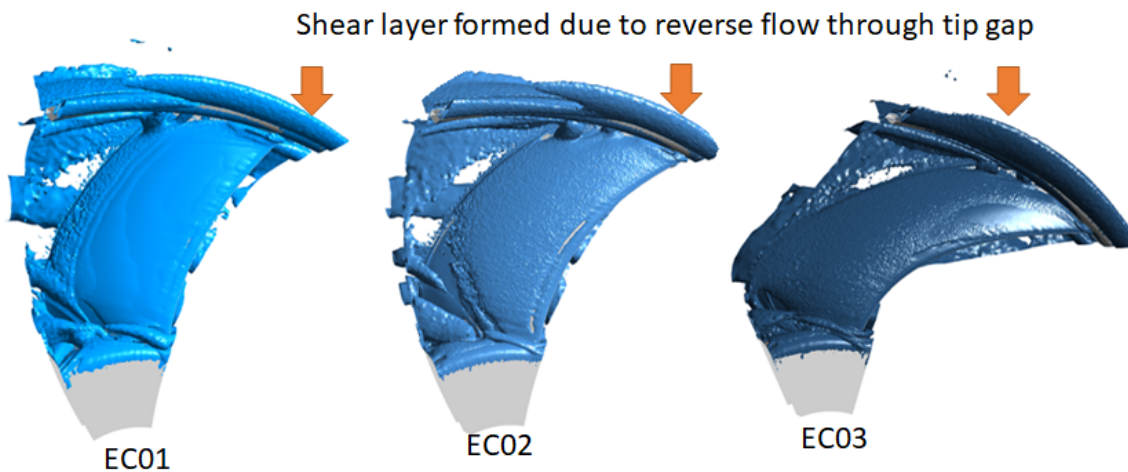 Shear layer formed due to reverse flow through tip gap
EC01
EC02
EC03